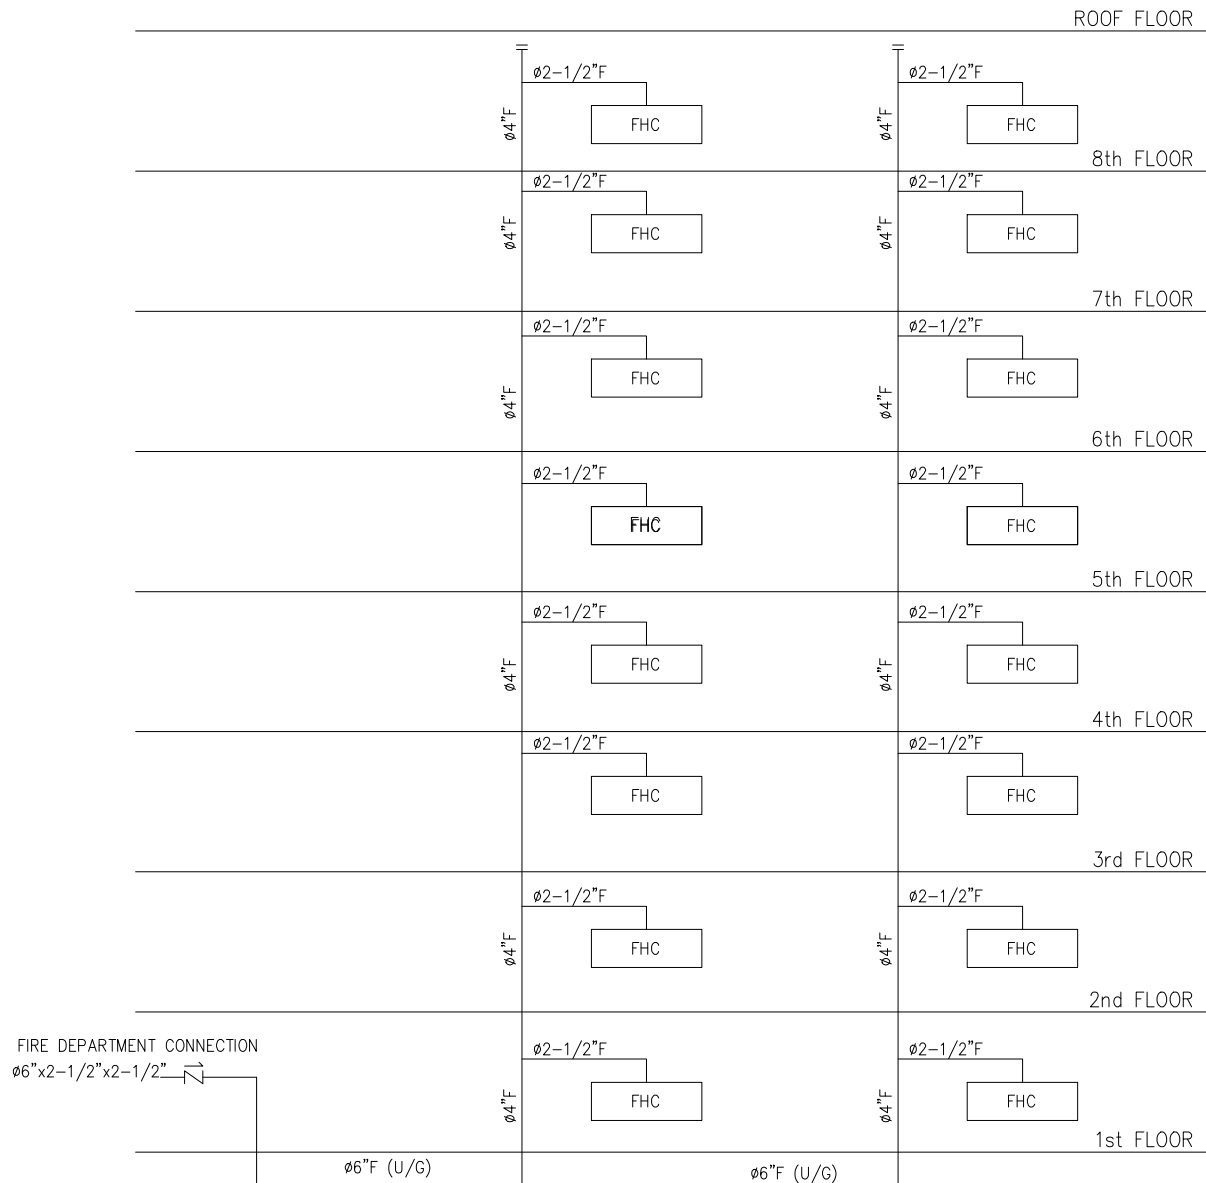 ROOF FLOOR
ø2-1/2"F ø2-1/2"F
ø4"F FHC ø4"F FHC
8th FLOOR
ø2-1/2"F ø2-1/2"F
ø4"F FHC ø4"F FHC
7th FLOOR
ø2-1/2"F ø2-1/2"F
ø4"F FHC ø4"F FHC
6th FLOOR
ø2-1/2"F ø2-1/2"F
FHC FHC
5th FLOOR
ø2-1/2"F ø2-1/2"F
ø4"F FHC ø4"F FHC
4th FLOOR
ø2-1/2"F ø2-1/2"F
FHC FHC
3rd FLOOR
ø2-1/2"F ø2-1/2"F
ø4"F FHC ø4"F FHC
2nd FLOOR
FIRE DEPARTMENT CONNECTION
ø6"x2-1/2"x2-1/2"
ø2-1/2"F ø2-1/2"F
ø4"F FHC ø4"F FHC
1st FLOOR
ø6"F (U/G) ø6"F (U/G)